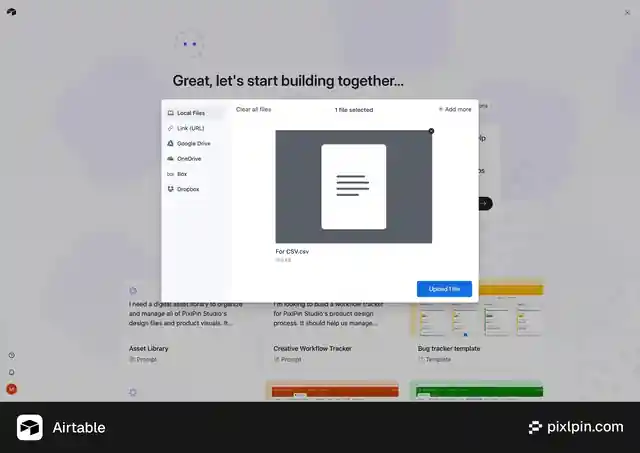 Great, let's start building together...
Local Files
Link (URL)
Google Drive
OneDrive
Box
Dropbox
Clear all files
1 file selected
+ Add more
For CSV.csv
Upload 1 file
I need a digital asset library to organize
and manage all of PixlPin Studio's
design files and product visuals. It...
Asset Library
Prompt
I'm looking to build a workflow tracker
for PixlPin Studio's product design
process. It should help us manage...
Creative Workflow Tracker
Prompt
Bug tracker template
Template
Airtable
pixlpin.com